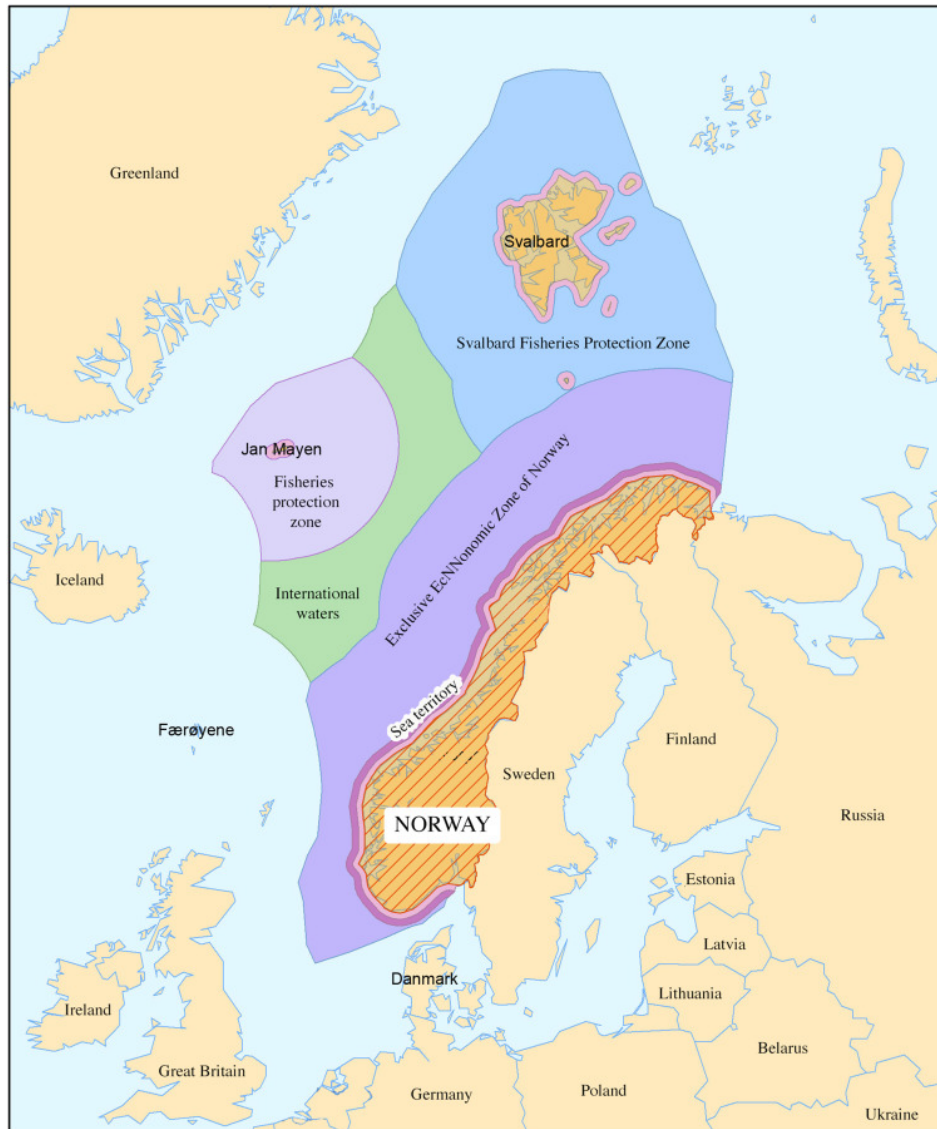 Greenland
Svalbard
Svalbard Fisheries Protection Zone
Jan Mayen
Fisheries
protection
zone
Exclusive EcNNonomic Zone of Norway
Iceland
International
waters
Sea territory
Færøyene
Finland
Sweden
Russia
NORWAY
Estonia
Latvia
Danmark
Lithuania
Ireland
Belarus
Great Britain
Germany
Poland
Ukraine